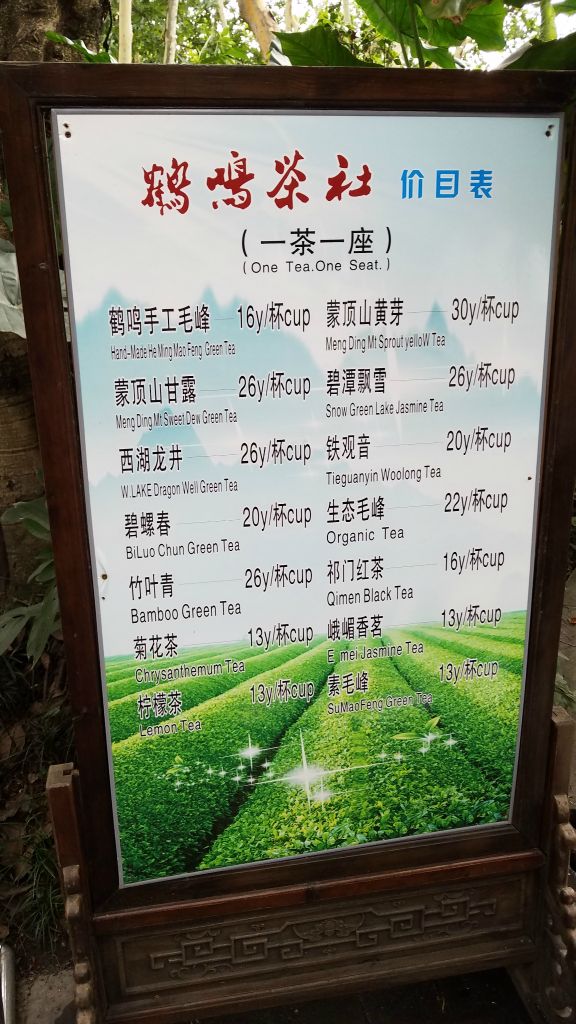 鹤鸣茶社 价目表
(一茶一座)
(One Tea.One Seat.)
鹤鸣手工毛峰 16y/杯cup
Hand-Made He Ming Mao Feng Green Tea
蒙顶山甘露 26y/杯cup
Meng Ding Mt Sweet Dew Green Tea
西湖龙井 26y/杯cup
W.LAKE Dragon Well Green Tea
碧螺春 20y/杯cup
BiLuo Chun Green Tea
竹叶青 26y/杯cup
Bamboo Green Tea
菊花茶 13y/杯cup
Chrysanthemum Tea
柠檬茶 13y/杯cup
Lemon Tea
蒙顶山黄芽 30y/杯cup
Meng Ding Mt Sprout yelloW Tea
碧潭飘雪 26y/杯cup
Snow Green Lake Jasmine Tea
铁观音 20y/杯cup
Tieguanyin Woolong Tea
生态毛峰 22y/杯cup
Organic Tea
祁门红茶 16y/杯cup
Qimen Black Tea
峨嵋香茗 13y/杯cup
E mei Jasmine Tea
素毛峰 13y/杯cup
SuMaoFeng Green Tea